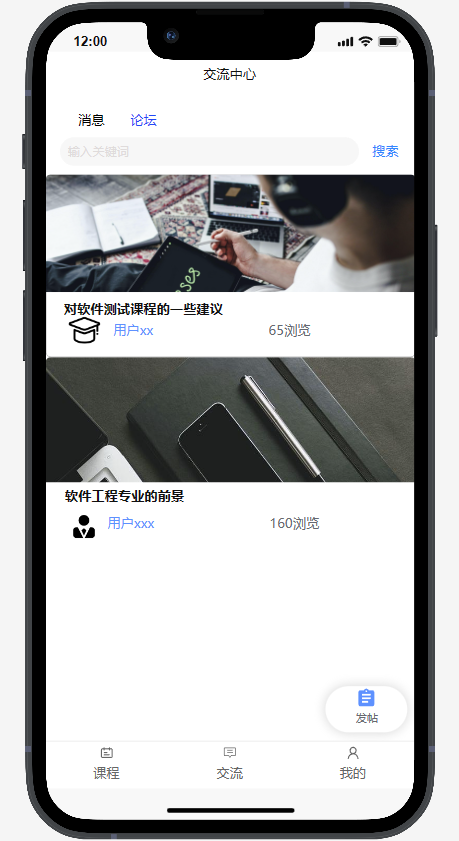 12:00
交流中心
消息 论坛
输入关键词 搜索
对软件测试课程的一些建议
用户xx 65浏览
软件工程专业的前景
用户xxx 160浏览
发帖
课程 交流 我的